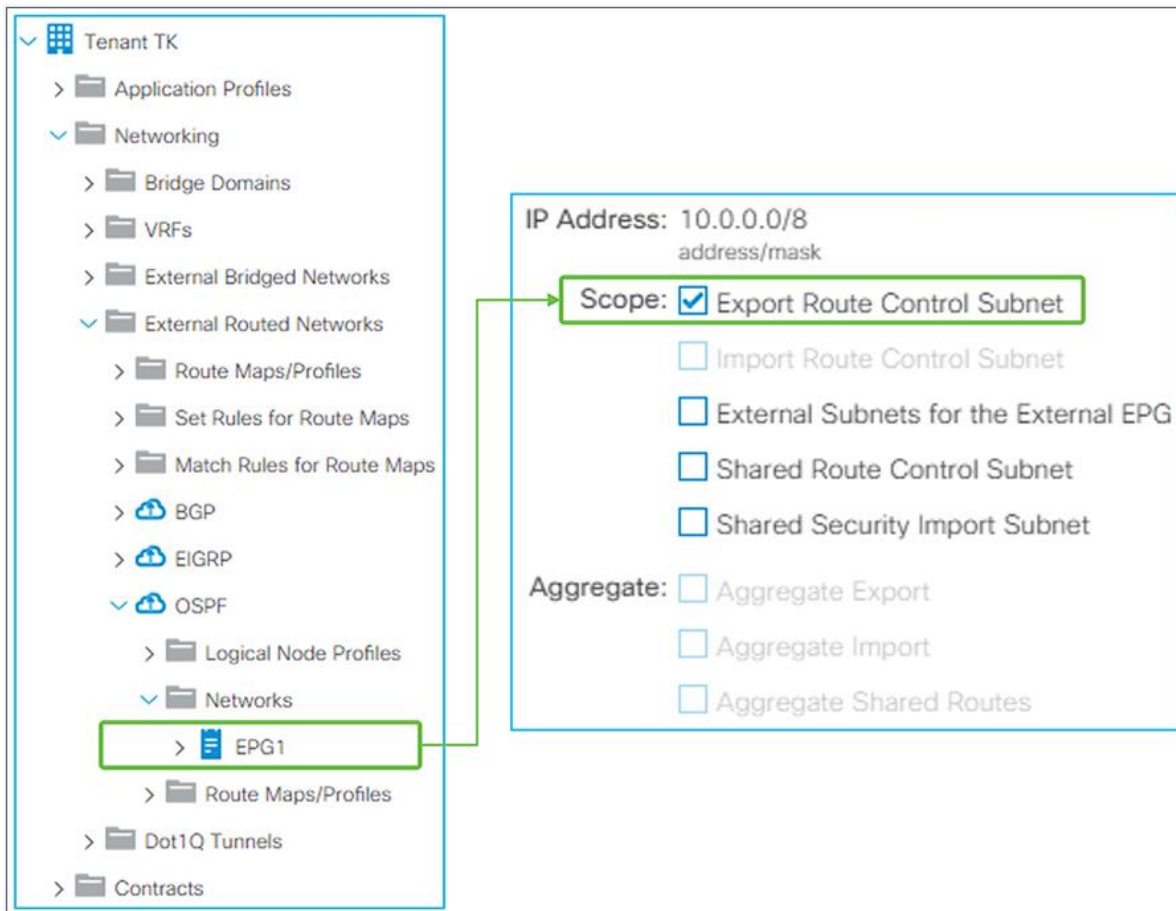 Tenant TK
Application Profiles
Networking
Bridge Domains
VRFs
External Bridged Networks
External Routed Networks
Route Maps/Profiles
Set Rules for Route Maps
Match Rules for Route Maps
BGP
EIGRP
OSPF
Logical Node Profiles
Networks
EPG1
Route Maps/Profiles
Dot1Q Tunnels
Contracts
IP Address: 10.0.0.0/8
address/mask
Scope: Export Route Control Subnet
Import Route Control Subnet
External Subnets for the External EPG
Shared Route Control Subnet
Shared Security Import Subnet
Aggregate: Aggregate Export
Aggregate Import
Aggregate Shared Routes